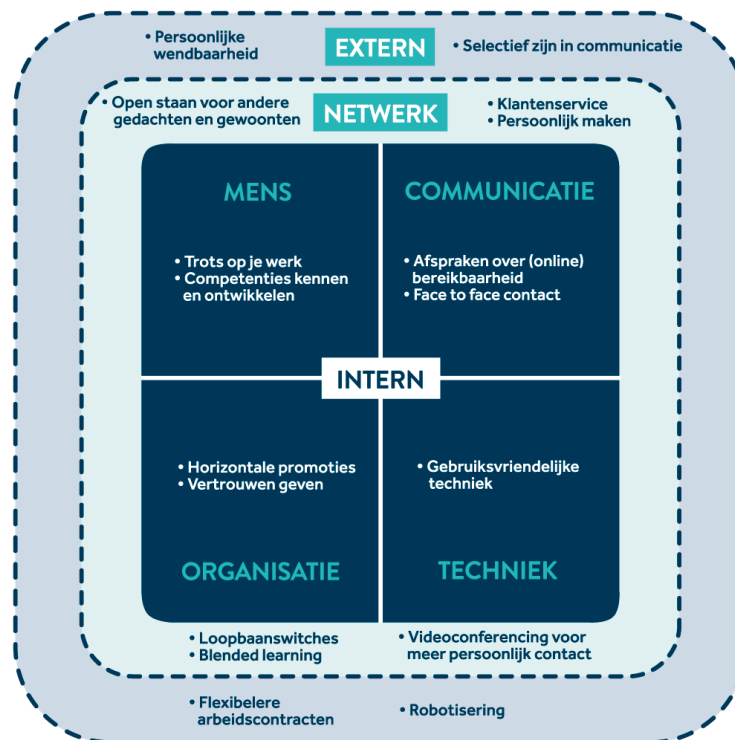 • Persoonlijke
wendbaarheid
EXTERN
• Selectief zijn in communicatie
• Open staan voor andere
gedachten en gewoonten
NETWERK
• Klantenservice
• Persoonlijk maken
MENS
COMMUNICATIE
• Trots op je werk
• Competenties kennen
en ontwikkelen
• Afspraken over (online)
bereikbaarheid
• Face to face contact
INTERN
• Horizontale promoties
• Vertrouwen geven
• Gebruiksvriendelijke
techniek
ORGANISATIE
TECHNIEK
• Loopbaanswitches
• Blended learning
• Videoconferencing voor
meer persoonlijk contact
• Flexibelere
arbeidscontracten
• Robotisering